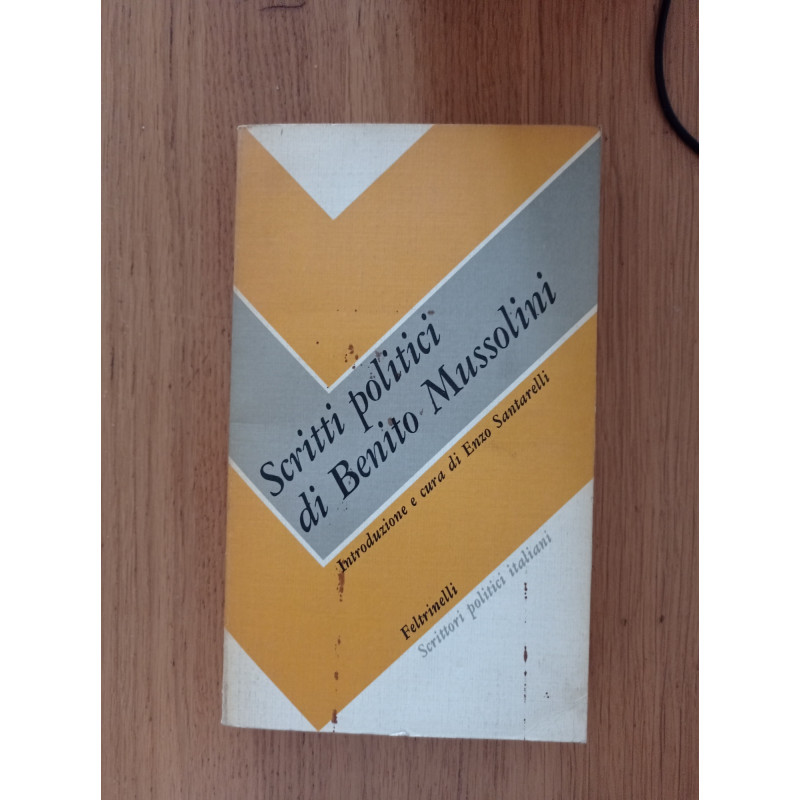 Scritti politici
di Benito Mussolini
Introduzione e cura di Enzo Santarelli
Feltrinelli
Scrittori politici italiani